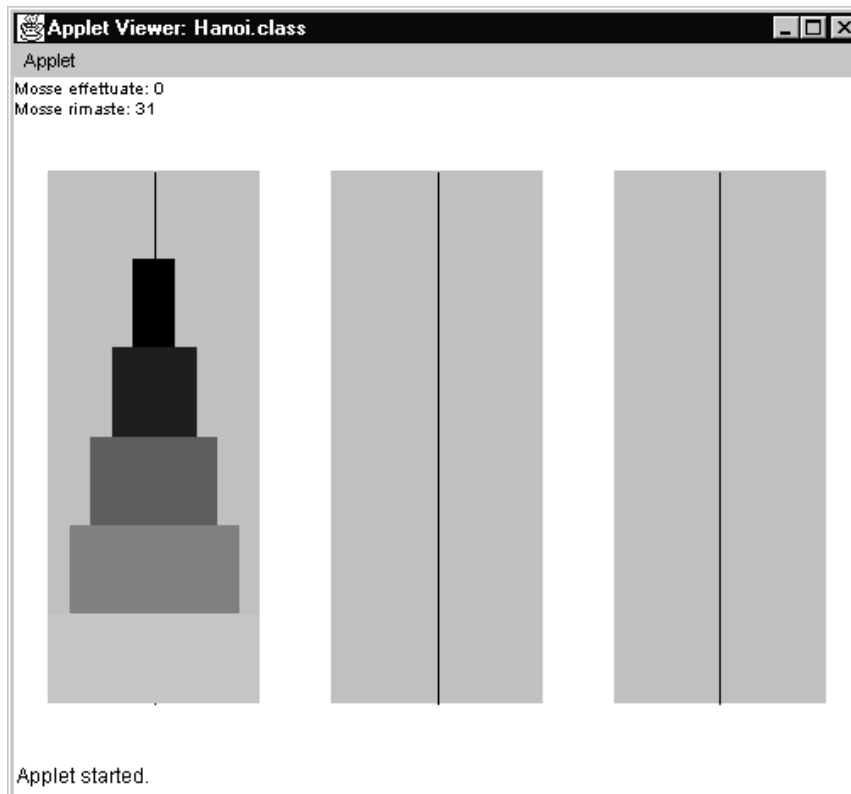 Applet Viewer: Hanoi.class
Applet
Mosse effettuate: 0
Mosse rimaste: 31
Applet started.